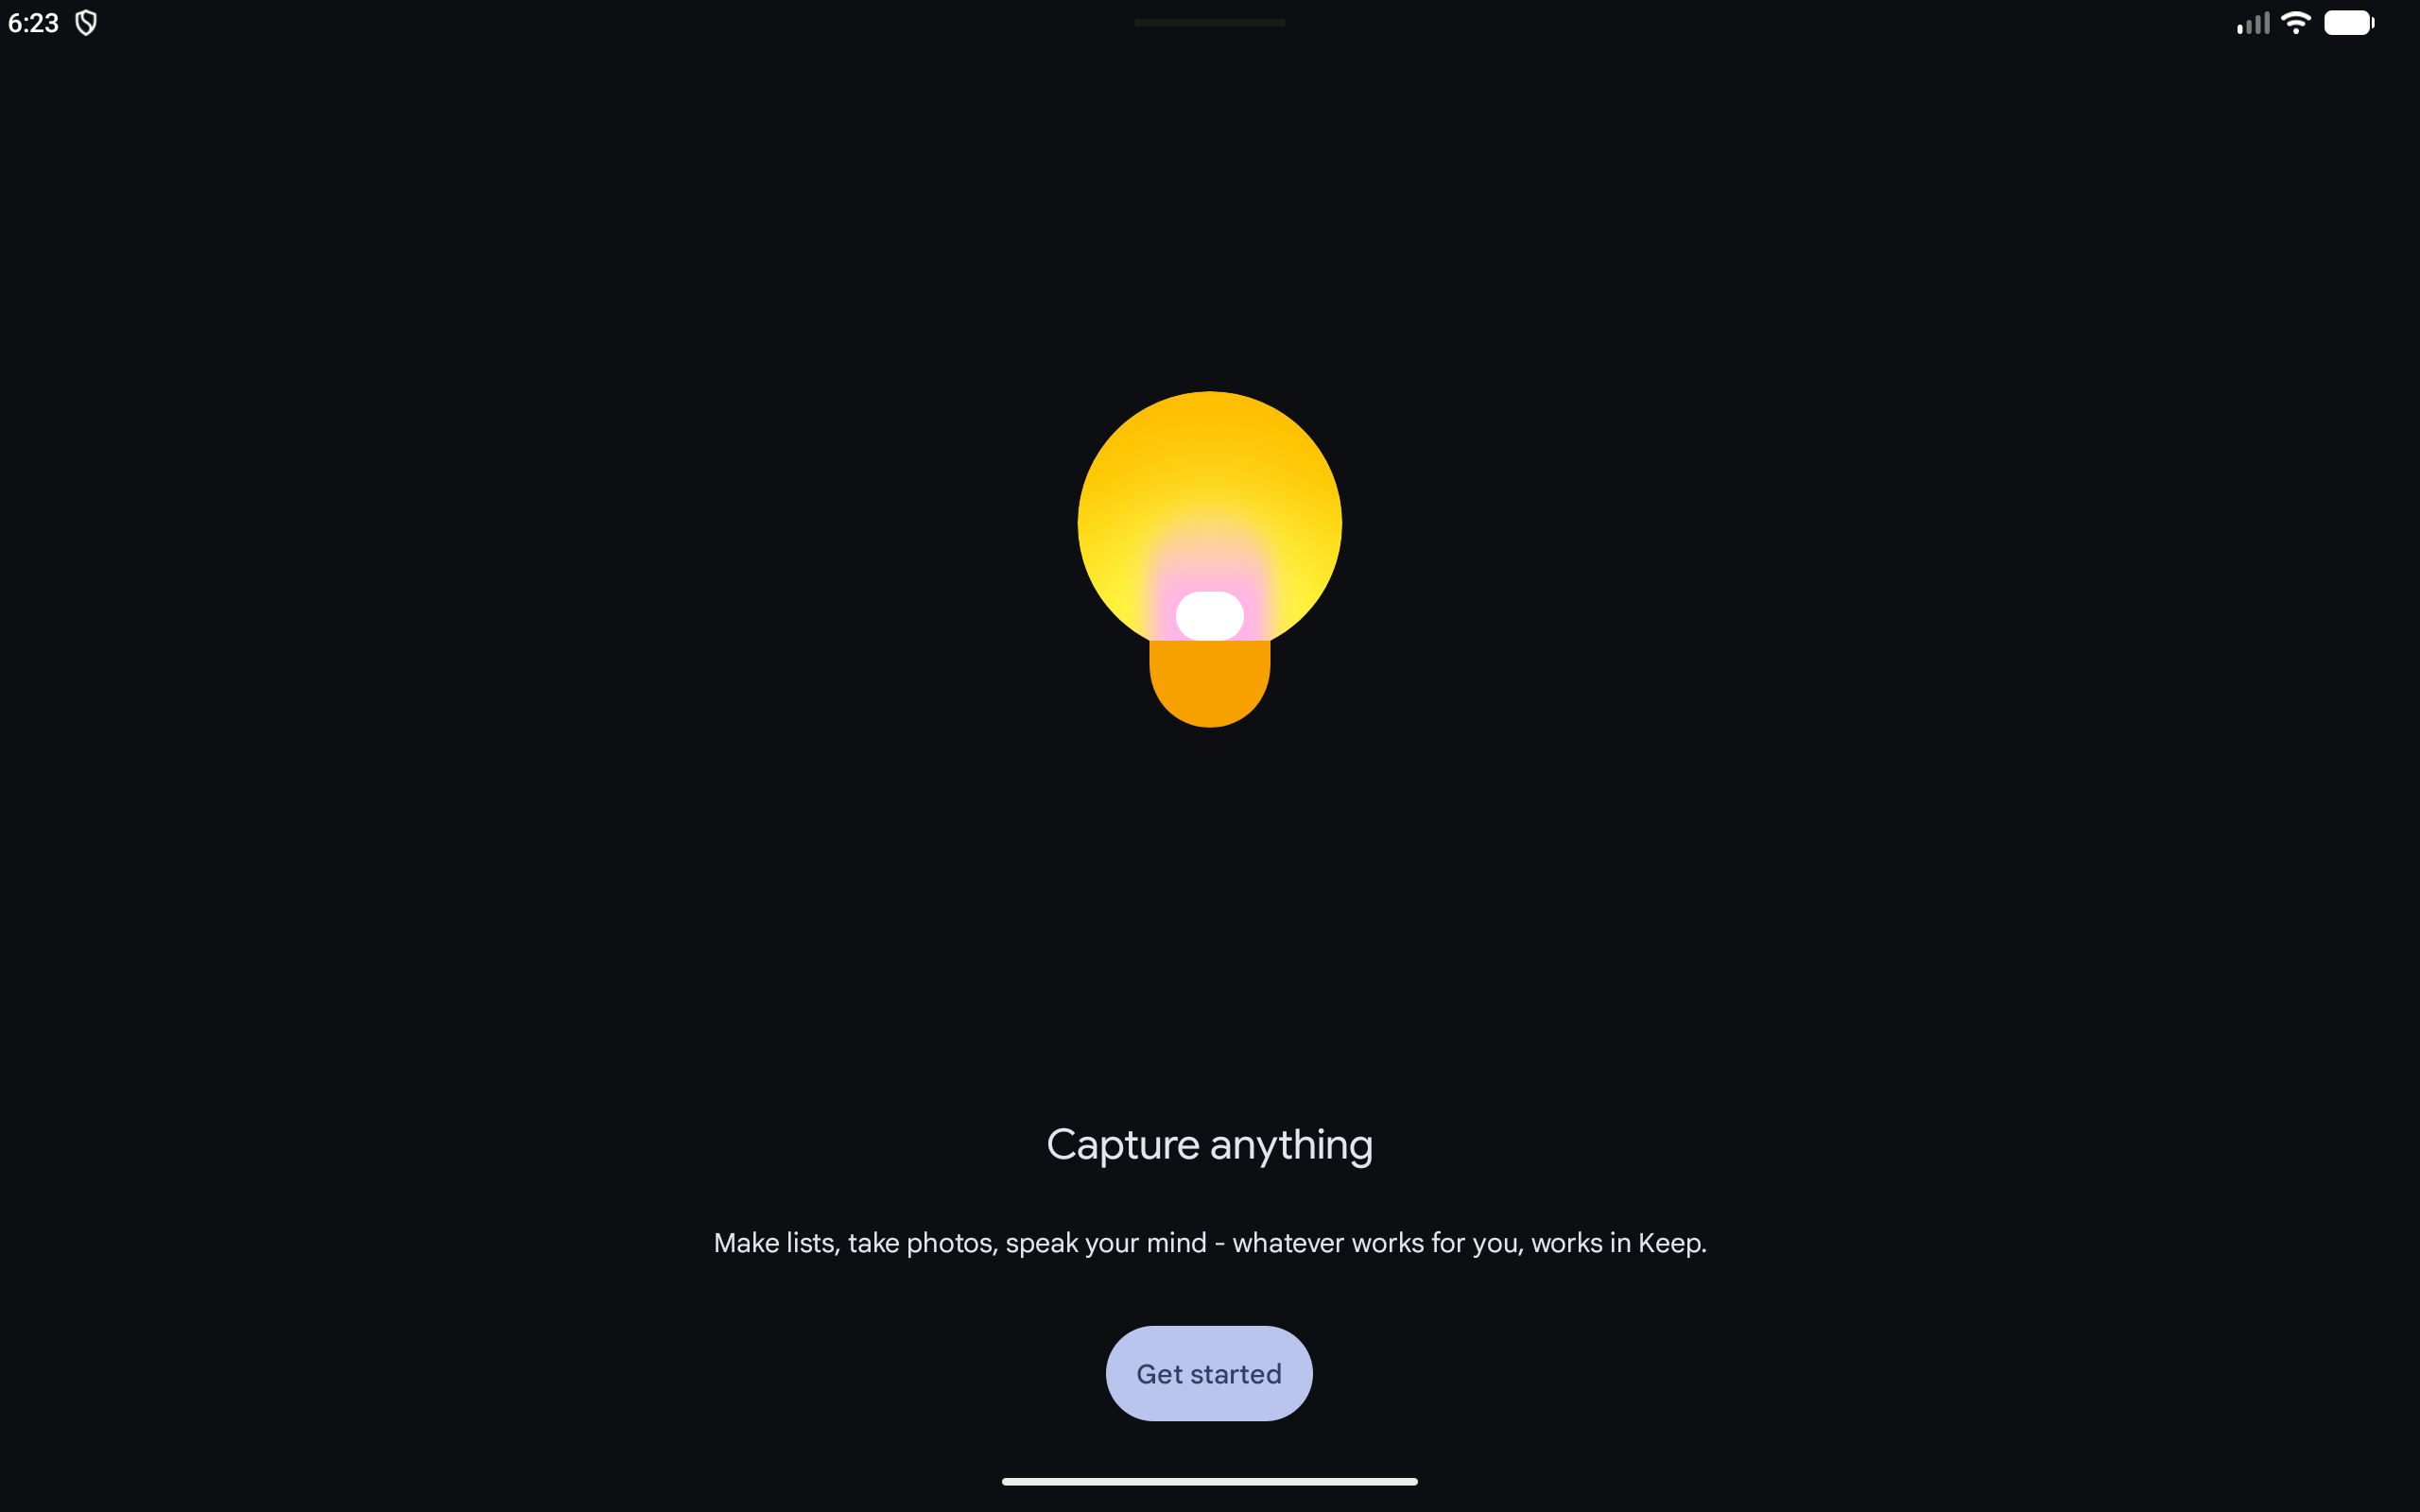 6:23
Capture anything
Make lists, take photos, speak your mind - whatever works for you, works in Keep.
Get started